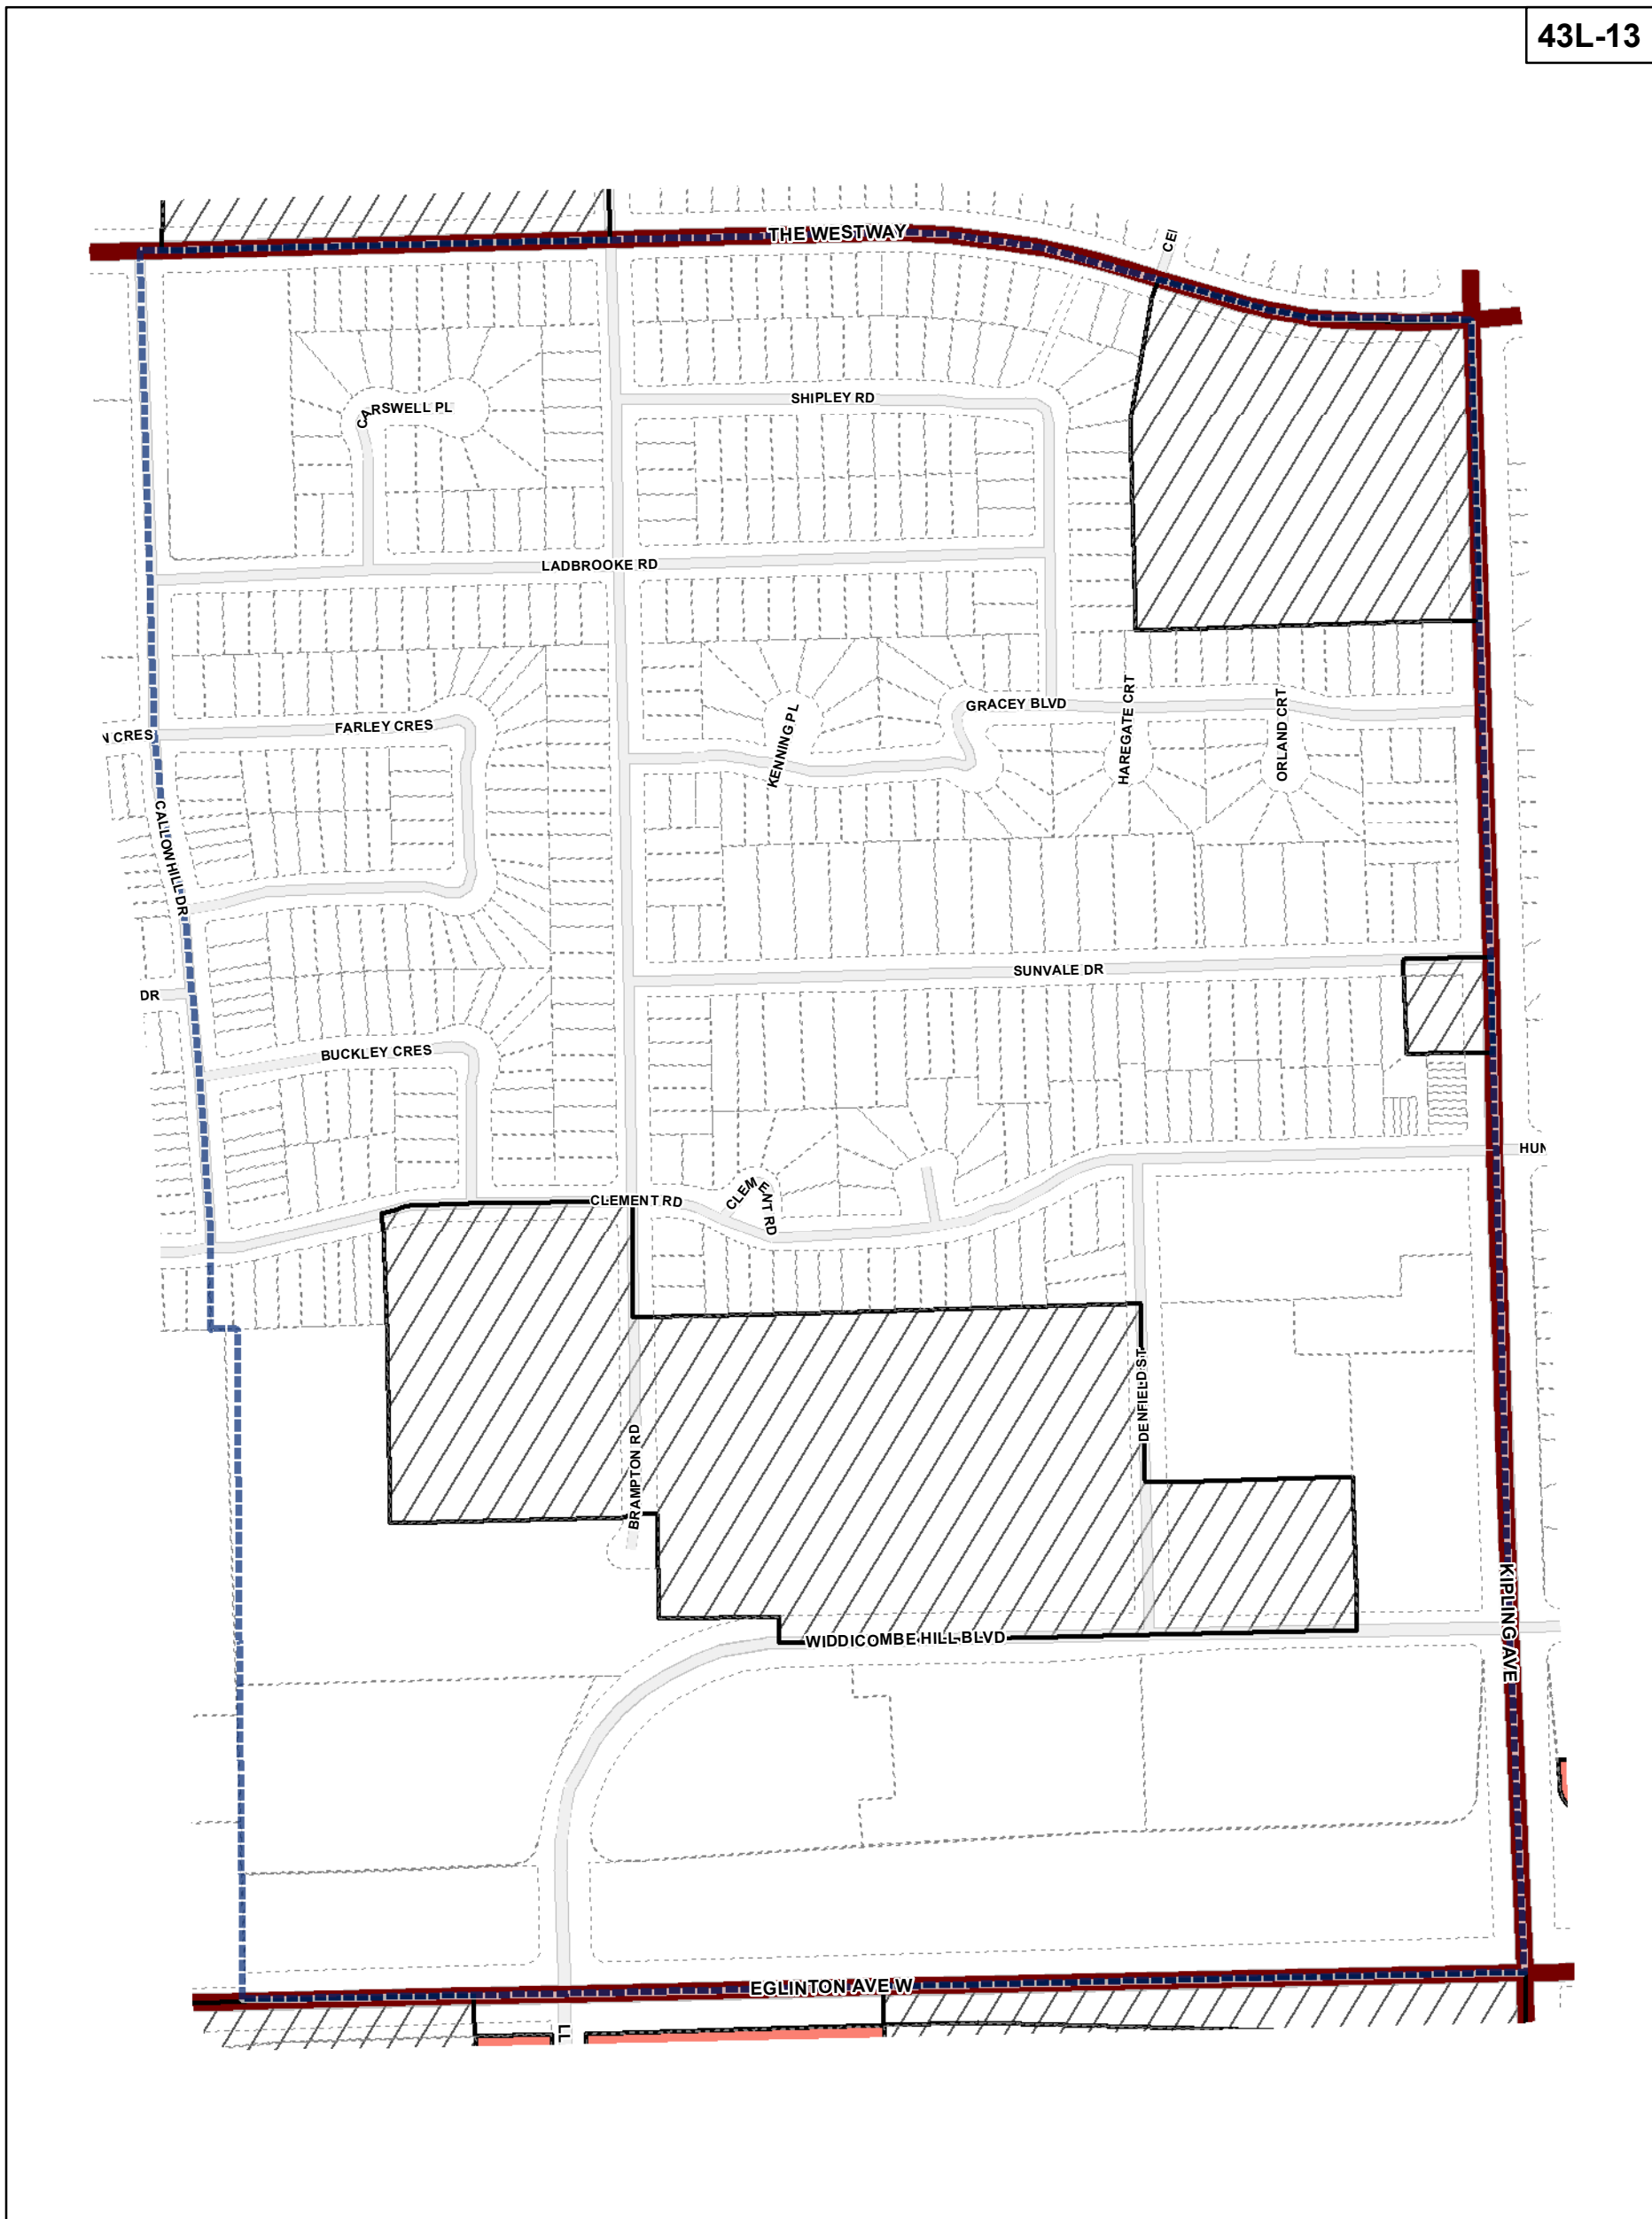 43L-13
CEI
THE WESTWAY
SHIPLEY RD
CARSWELL PL
LADBROOKE RD
GRACEY BLVD
HAREGATE CRT
ORLAND CRT
KENNING PL
FARLEY CRES
N CRES
CALLOWHILL DR
SUNVALE DR
DR
BUCKLEY CRES
HUN
CLEMENT RD
CLEMENT RD
DENFIELD ST
BRAMPTON RD
KIPLING AVE
WIDDICOMBE HILL BLVD
EGLINTON AVE W
LL